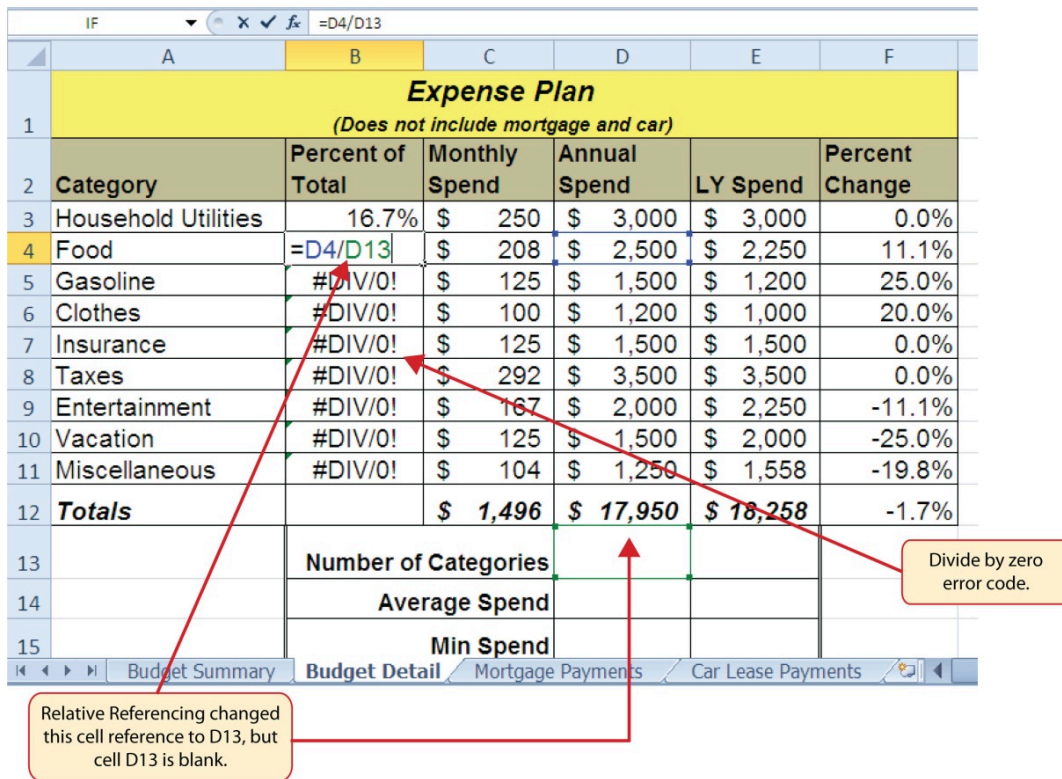 IF fx =D4/D13
A B C D E F
1 Expense Plan
(Does not include mortgage and car)
2 Category Percent of Total Monthly Spend Annual Spend LY Spend Percent Change
3 Household Utilities 16.7% $ 250 $ 3,000 $ 3,000 0.0%
4 Food =D4/D13 $ 208 $ 2,500 $ 2,250 11.1%
5 Gasoline #DIV/0! $ 125 $ 1,500 $ 1,200 25.0%
6 Clothes #DIV/0! $ 100 $ 1,200 $ 1,000 20.0%
7 Insurance #DIV/0! $ 125 $ 1,500 $ 1,500 0.0%
8 Taxes #DIV/0! $ 292 $ 3,500 $ 3,500 0.0%
9 Entertainment #DIV/0! $ 167 $ 2,000 $ 2,250 -11.1%
10 Vacation #DIV/0! $ 125 $ 1,500 $ 2,000 -25.0%
11 Miscellaneous #DIV/0! $ 104 $ 1,250 $ 1,558 -19.8%
12 Totals $ 1,496 $ 17,950 $ 18,258 -1.7%
13 Number of Categories
14 Average Spend
15 Min Spend
Budget Summary Budget Detail Mortgage Payments Car Lease Payments
Divide by zero
error code.
Relative Referencing changed
this cell reference to D13, but
cell D13 is blank.